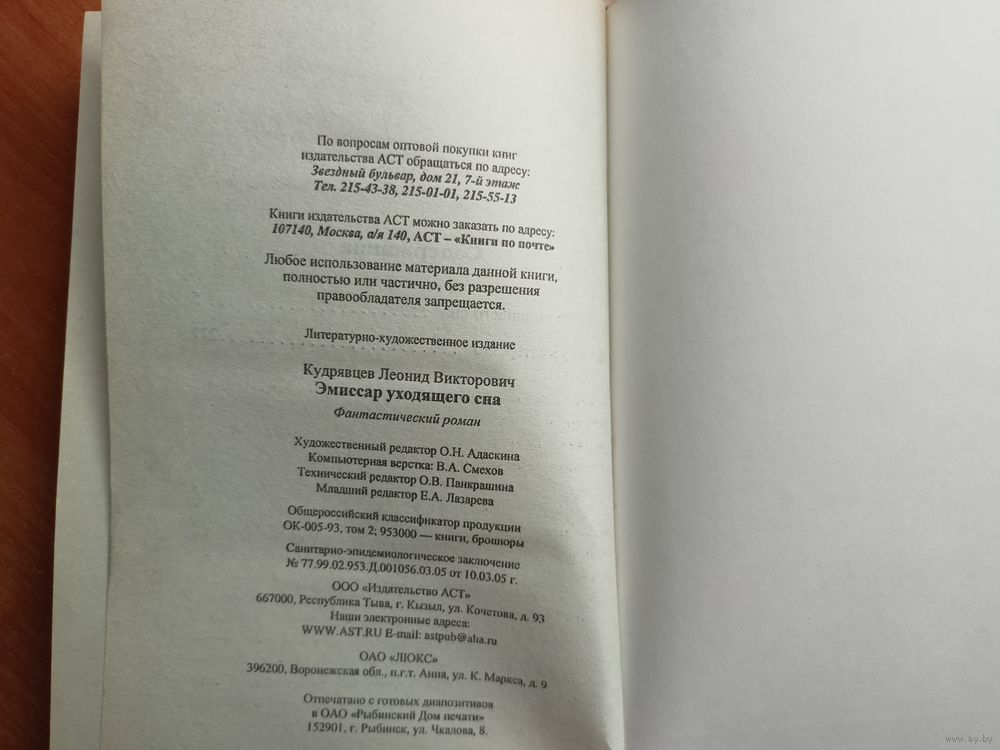 По вопросам оптовой покупки книг
издательства АСТ обращаться по адресу:
Звездный бульвар, дом 21, 7-й этаж
Тел. 215-43-38, 215-01-01, 215-55-13
Книги издательства АСТ можно заказать по адресу:
107140, Москва, а/я 140, АСТ – «Книги по почте»
Любое использование материала данной книги,
полностью или частично, без разрешения
правообладателя запрещается.
Литературно-художественное издание
Кудрявцев Леонид Викторович
Эмиссар уходящего сна
Фантастический роман
Художественный редактор О.Н. Адаскина
Компьютерная верстка: В.А. Смехов
Технический редактор О.В. Панкрашина
Младший редактор Е.А. Лазарева
Общероссийский классификатор продукции
ОК-005-93, том 2; 953000 — книги, брошюры
Санитарно-эпидемиологическое заключение
№ 77.99.02.953.Д.001056.03.05 от 10.03.05 г.
ООО «Издательство АСТ»
667000, Республика Тыва, г. Кызыл, ул. Кочетова, д. 93
Наши электронные адреса:
WWW.AST.RU E-mail: astpub@aha.ru
ОАО «ЛЮКС»
396200, Воронежская обл., п.г.т. Анна, ул. К. Маркса, д. 9
Отпечатано с готовых диапозитивов
в ОАО «Рыбинский Дом печати»
152901, г. Рыбинск, ул. Чкалова, 8.
www.ay.by